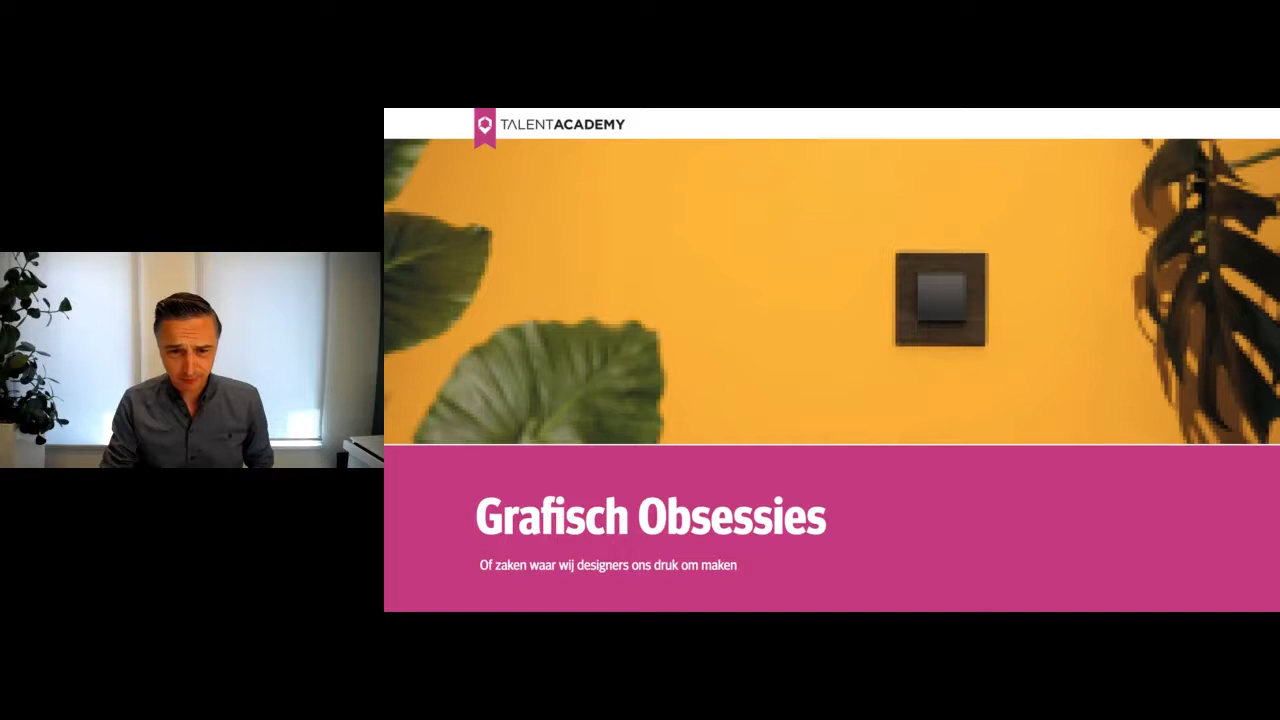 TALENTACADEMY
Grafisch Obsessies
Of zaken waar wij designers ons druk om maken